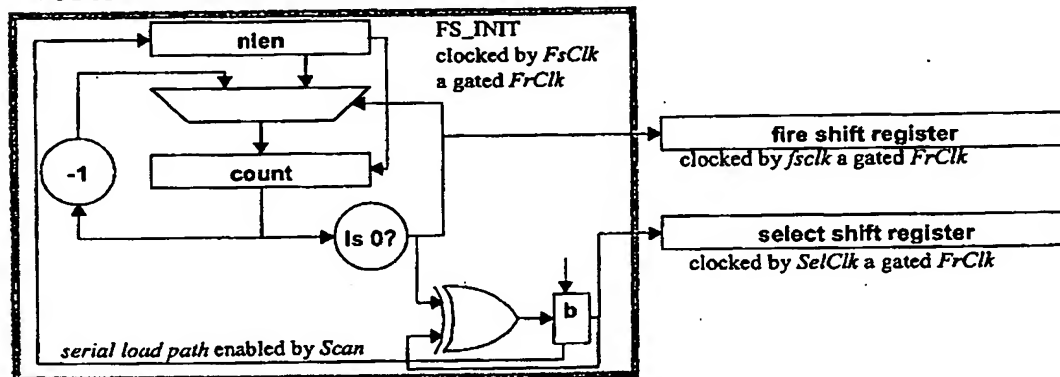 nlen
FS_INIT
clocked by FsClk
a gated FrClk
-1
count
Is 0?
b
serial load path enabled by Scan
fire shift register
clocked by fsclk a gated FrClk
select shift register
clocked by SelClk a gated FrClk